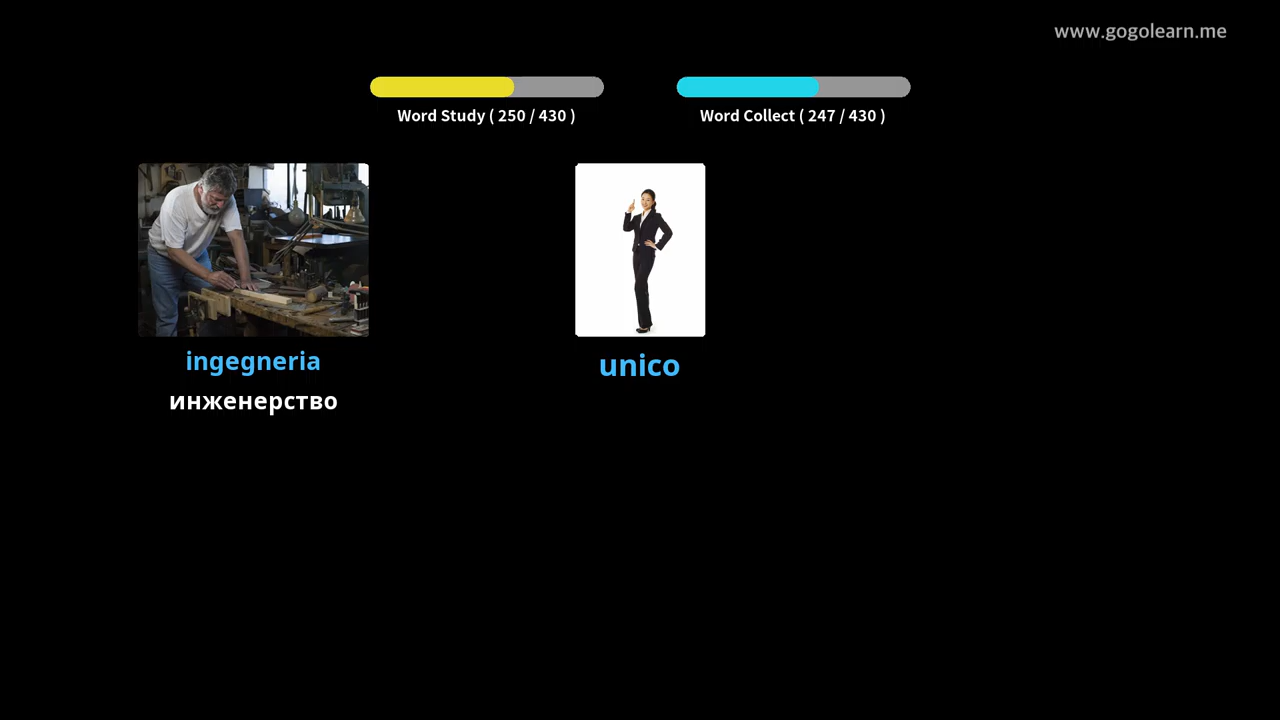 www.gogolearn.me
Word Study ( 250 / 430 )
Word Collect ( 247 / 430 )
ingegneria
инженерство
unico